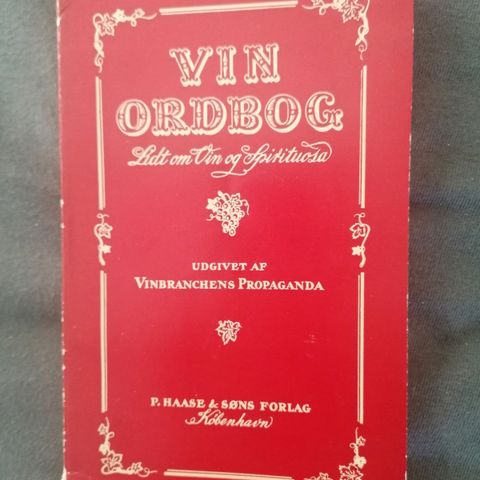 VIN
ORDBOG
Lidt om Vin og Spirituosa
UDGIVET AF
VINBRANCHENS PROPAGANDA
P. HAASE & SØNS FORLAG
København